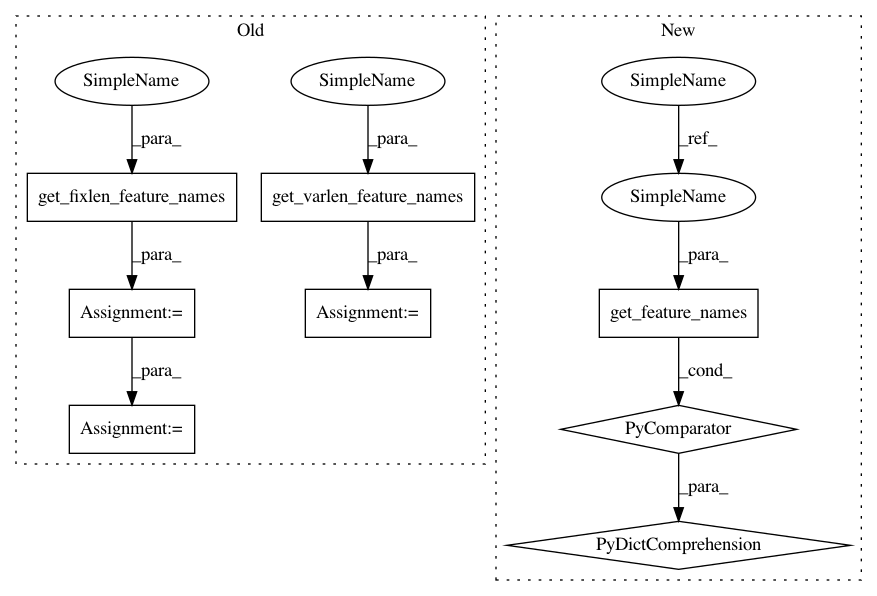 Old
New
SimpleName
SimpleName
SimpleName
_para_
_para_
_ref_
get_fixlen_feature_names
get_varlen_feature_names
SimpleName
_para_
_para_
_para_
Assignment:=
Assignment:=
get_feature_names
_para_
_cond_
Assignment:=
PyComparator
_para_
PyDictComprehension